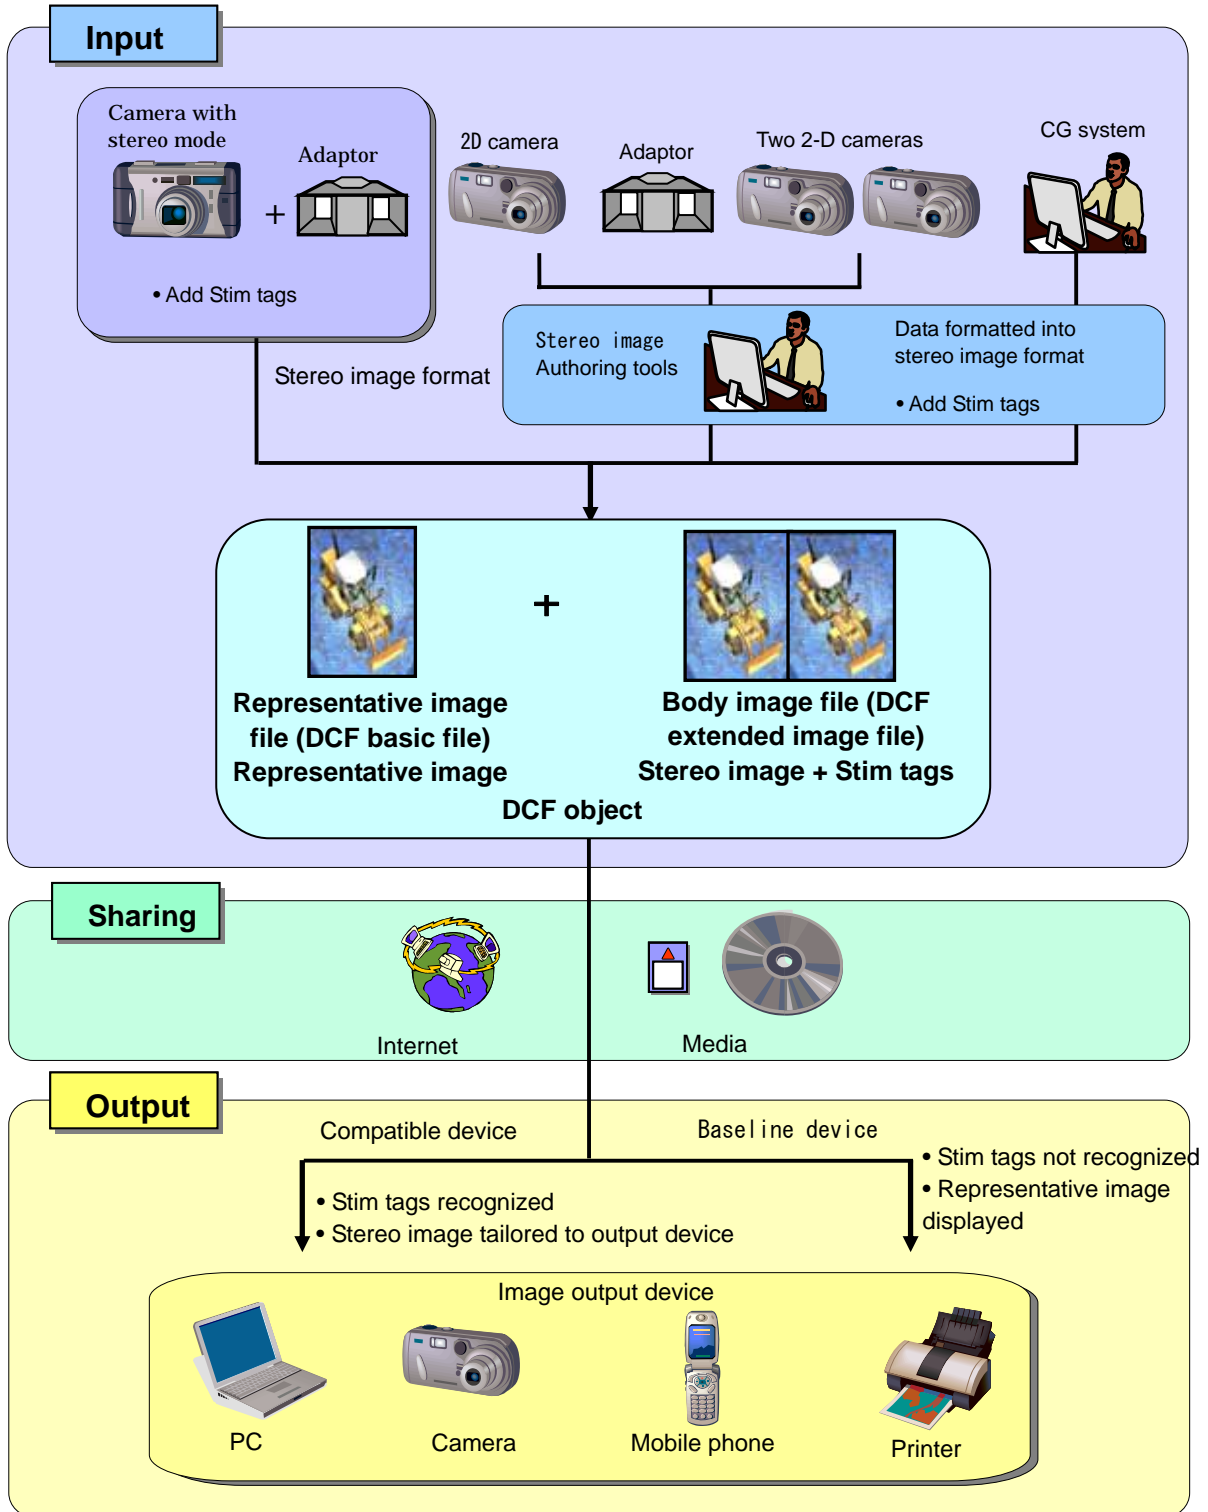 Input
Camera with
stereo mode
Adaptor
• Add Stim tags
2D camera
Adaptor
Two 2-D cameras
CG system
Stereo image format
Stereo image
Authoring tools
Data formatted into
stereo image format
• Add Stim tags
+
+
Representative image
file (DCF basic file)
Representative image
Body image file (DCF
extended image file)
Stereo image + Stim tags
DCF object
Sharing
Internet
Media
Output
Compatible device
Baseline device
• Stim tags recognized
• Stereo image tailored to output device
• Stim tags not recognized
• Representative image
displayed
Image output device
PC
Camera
Mobile phone
Printer